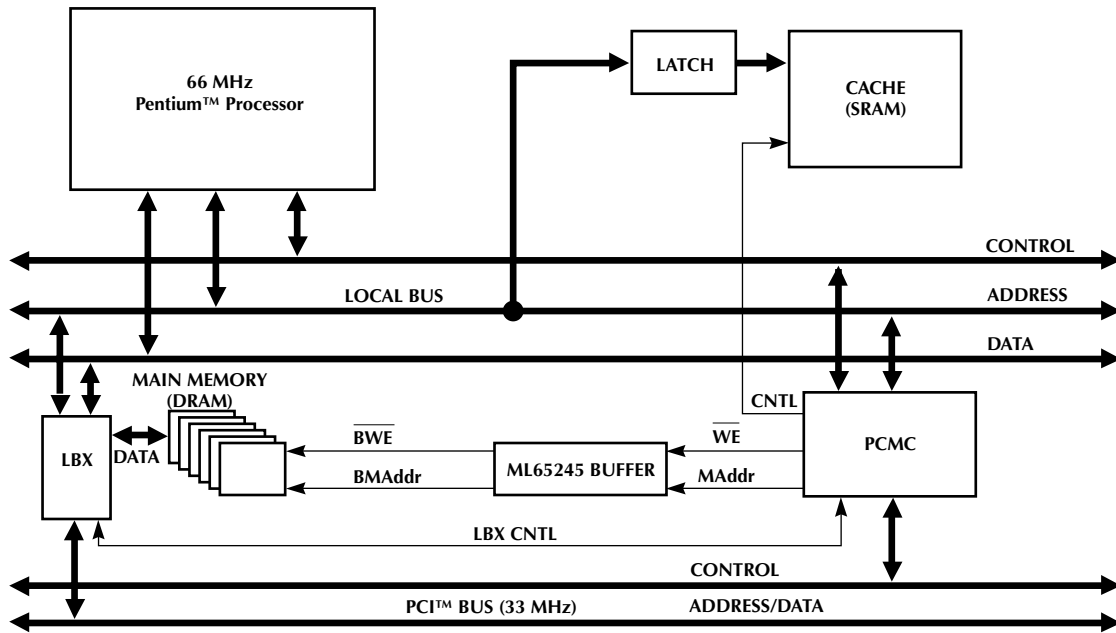 66 MHz
Pentium™ Processor
LATCH
CACHE
(SRAM)
CONTROL
LOCAL BUS
ADDRESS
DATA
MAIN MEMORY
(DRAM)
CNTL
LBX
DATA
BWE
BMAddr
ML65245 BUFFER
WE
MAddr
PCMC
LBX CNTL
CONTROL
PCI™ BUS (33 MHz)
ADDRESS/DATA